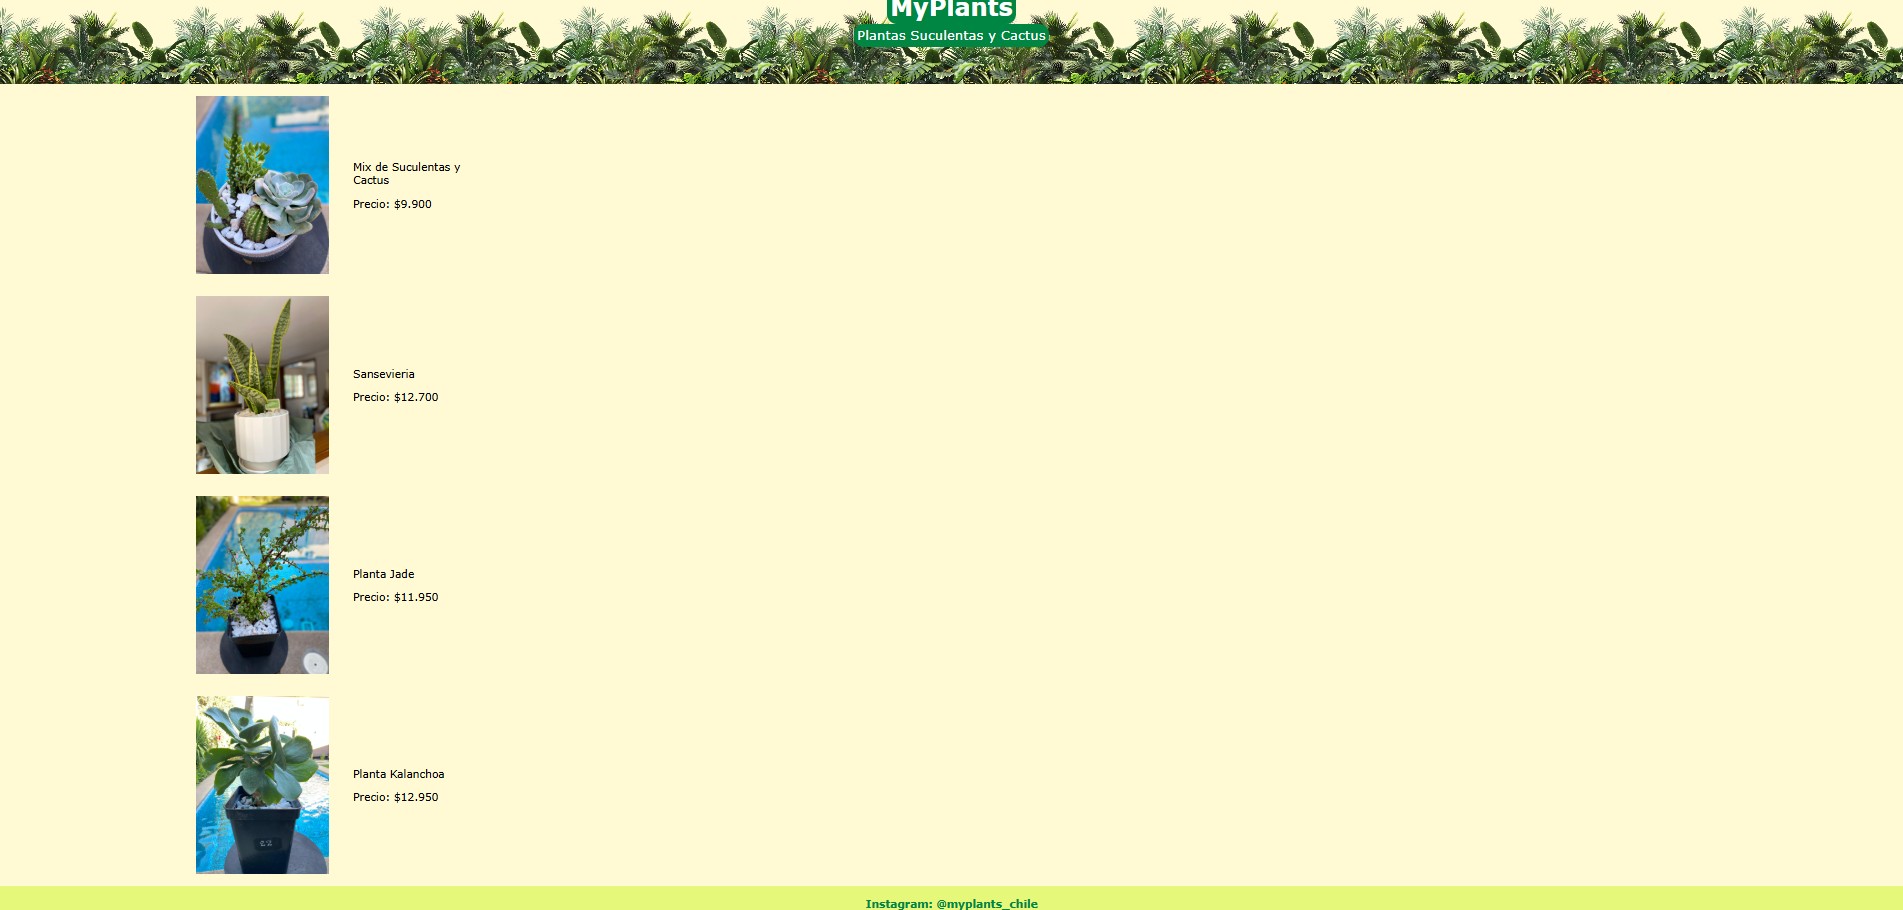 MyPlants
Plantas Suculentas y Cactus
Mix de Suculentas y
Cactus
Precio: $9.900
Sansevieria
Precio: $12.700
Planta Jade
Precio: $11.950
Planta Kalanchoa
Precio: $12.950
Instagram: @myplants_chile